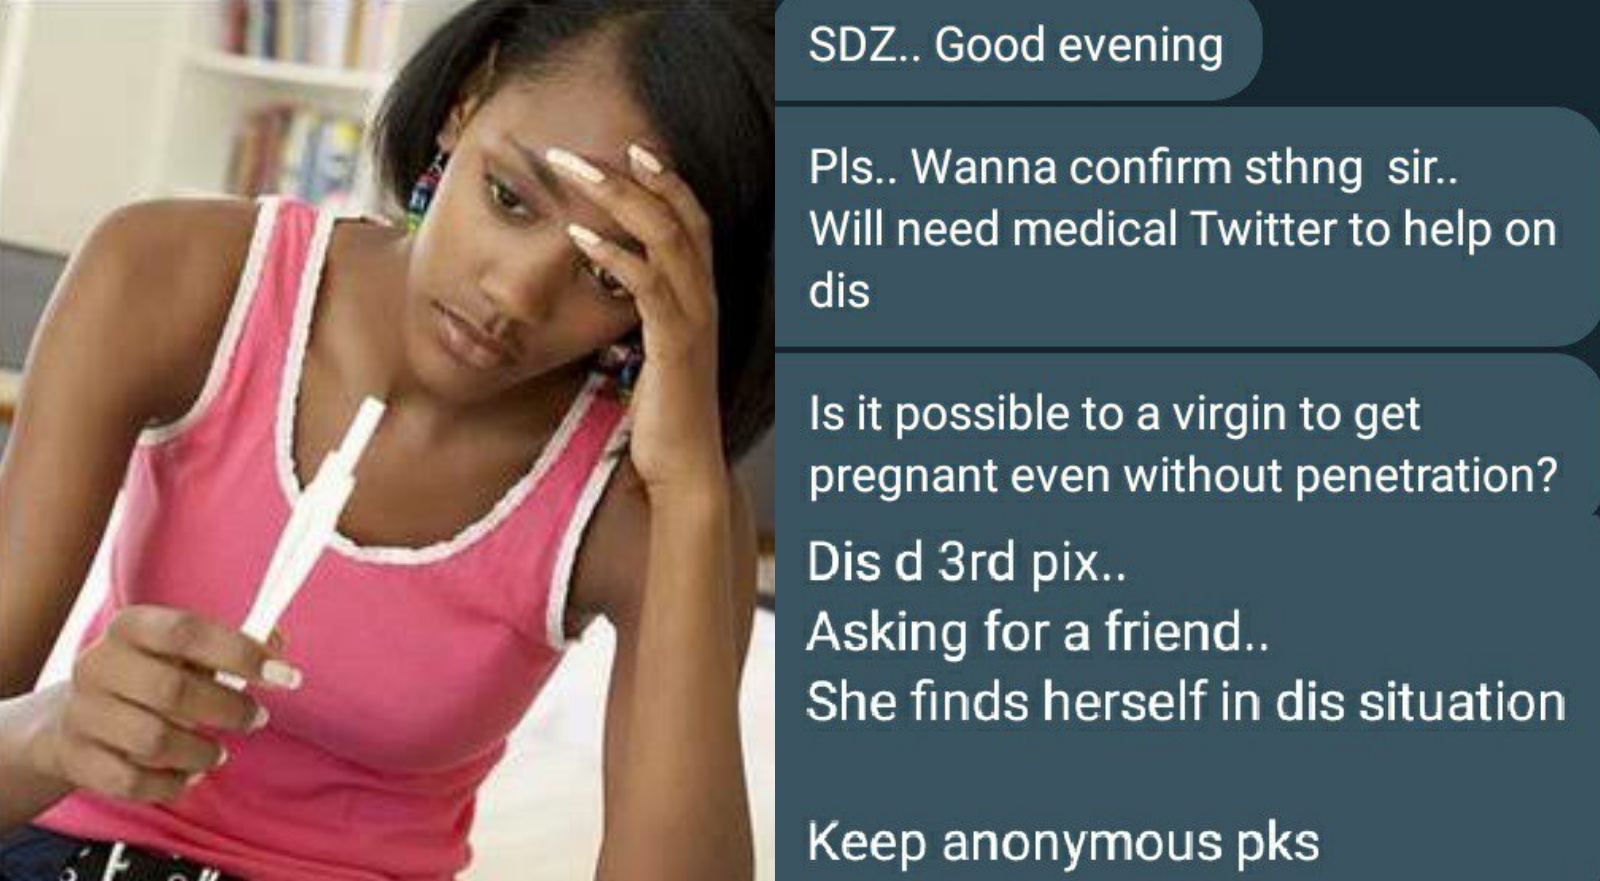 SDZ.. Good evening
Pls.. Wanna confirm sthng sir..
Will need medical Twitter to help on
dis
Is it possible to a virgin to get
pregnant even without penetration?
Dis d 3rd pix..
Asking for a friend..
She finds herself in dis situation
Keep anonymous pks